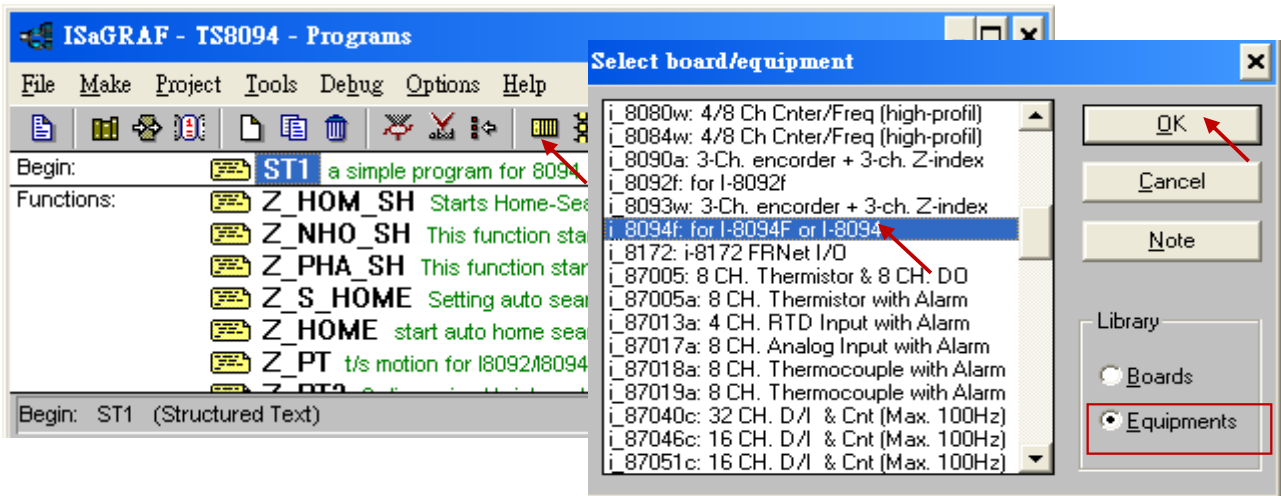 ISaGRAF - TS8094 - Programs
File Make Project Tools Debug Options Help
Begin: ST1 a simple program for 8094
Functions: Z_HOM_SH Starts Home-Sea
Z_NHO_SH This function sta
Z_PHA_SH This function star
Z_S_HOME Setting auto sear
Z_HOME start auto home sear
Z_PT t/s motion for I8092/I8094
Begin: ST1 (Structured Text)
Select board/equipment
i_8080w: 4/8 Ch Cnter/Freq (high-profil)
i_8084w: 4/8 Ch Cnter/Freq (high-profil)
i_8090a: 3-Ch. encorder + 3-ch. Z-index
i_8092f: for I-8092f
i_8093w: 3-Ch. encorder + 3-ch. Z-index
i_8094f: for I-8094F or I-8094
i_8172: i-8172 FRNet I/O
i_87005: 8 CH. Thermistor & 8 CH. DO
i_87005a: 8 CH. Thermistor with Alarm
i_87013a: 4 CH. RTD Input with Alarm
i_87017a: 8 CH. Analog Input with Alarm
i_87018a: 8 CH. Thermocouple with Alarm
i_87019a: 8 CH. Thermocouple with Alarm
i_87040c: 32 CH. D/I & Cnt (Max. 100Hz)
i_87046c: 16 CH. D/I & Cnt (Max. 100Hz)
i_87051c: 16 CH. D/I & Cnt (Max. 100Hz)
OK
Cancel
Note
Library
Boards
Equipments